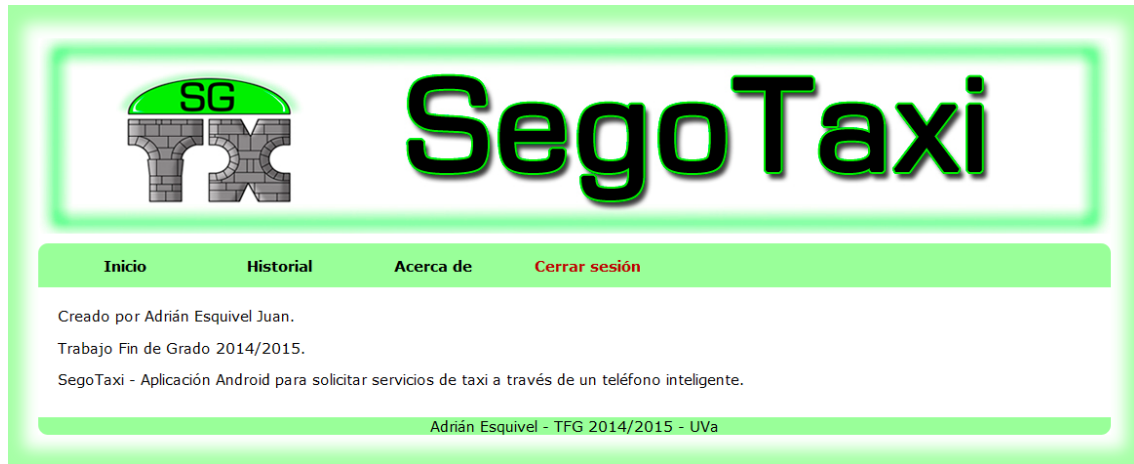 SG
TX
SegoTaxi
Inicio Historial Acerca de Cerrar sesión
Creado por Adrián Esquivel Juan.
Trabajo Fin de Grado 2014/2015.
SegoTaxi - Aplicación Android para solicitar servicios de taxi a través de un teléfono inteligente.
Adrián Esquivel - TFG 2014/2015 - UVa